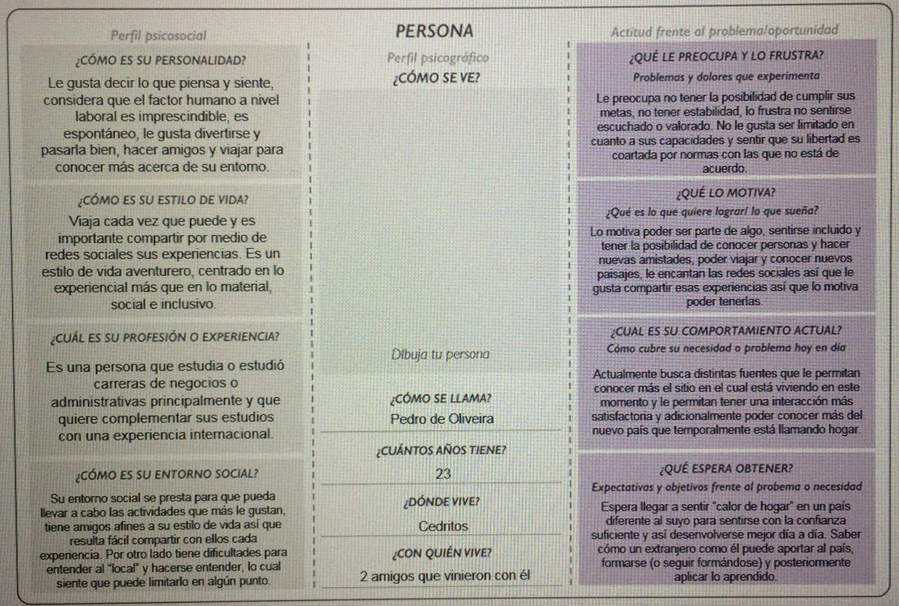 PERSONA
Perfil psicosocial
¿CÓMO ES SU PERSONALIDAD?
Le gusta decir lo que piensa y siente,
considera que el factor humano a nivel
laboral es imprescindible, es
espontáneo, le gusta divertirse y
pasarla bien, hacer amigos y viajar para
conocer más acerca de su entorno.
¿CÓMO ES SU ESTILO DE VIDA?
Viaja cada vez que puede y es
importante compartir por medio de
redes sociales sus experiencias. Es un
estilo de vida aventurero, centrado en lo
experiencial más que en lo material,
social e inclusivo.
¿CUÁL ES SU PROFESIÓN O EXPERIENCIA?
Es una persona que estudia o estudió
carreras de negocios o
administrativas principalmente y que
quiere complementar sus estudios
con una experiencia internacional.
¿CÓMO ES SU ENTORNO SOCIAL?
Su entorno social se presta para que pueda
llevar a cabo las actividades que más le gustan,
tiene amigos afines a su estilo de vida así que
resulta fácil compartir con ellos cada
experiencia. Por otro lado tiene dificultades para
entender al "local" y hacerse entender, lo cual
siente que puede limitarlo en algún punto.
Perfil psicográfico
¿CÓMO SE VE?
Dibuja tu persona
¿CÓMO SE LLAMA?
Pedro de Oliveira
¿CUÁNTOS AÑOS TIENE?
23
¿DÓNDE VIVE?
Cedritos
¿CON QUIÉN VIVE?
2 amigos que vinieron con él
Actitud frente al problema/oportunidad
¿QUÉ LE PREOCUPA Y LO FRUSTRA?
Problemas y dolores que experimenta
Le preocupa no tener la posibilidad de cumplir sus
metas, no tener estabilidad, lo frustra no sentirse
escuchado o valorado. No le gusta ser limitado en
cuanto a sus capacidades y sentir que su libertad es
coartada por normas con las que no está de
acuerdo.
¿QUÉ LO MOTIVA?
¿Qué es lo que quiere lograr/ lo que sueña?
Lo motiva poder ser parte de algo, sentirse incluido y
tener la posibilidad de conocer personas y hacer
nuevas amistades, poder viajar y conocer nuevos
paisajes, le encantan las redes sociales así que le
gusta compartir esas experiencias así que lo motiva
poder tenerlas.
¿CUAL ES SU COMPORTAMIENTO ACTUAL?
Cómo cubre su necesidad o problema hoy en día
Actualmente busca distintas fuentes que le permitan
conocer más el sitio en el cual está viviendo en este
momento y le permitan tener una interacción más
satisfactoria y adicionalmente poder conocer más del
nuevo país que temporalmente está llamando hogar.
¿QUÉ ESPERA OBTENER?
Expectativas y objetivos frente al probema o necesidad
Espera llegar a sentir "calor de hogar" en un país
diferente al suyo para sentirse con la confianza
suficiente y así desenvolverse mejor día a día. Saber
cómo un extranjero como él puede aportar al país,
formarse (o seguir formándose) y posteriormente
aplicar lo aprendido.